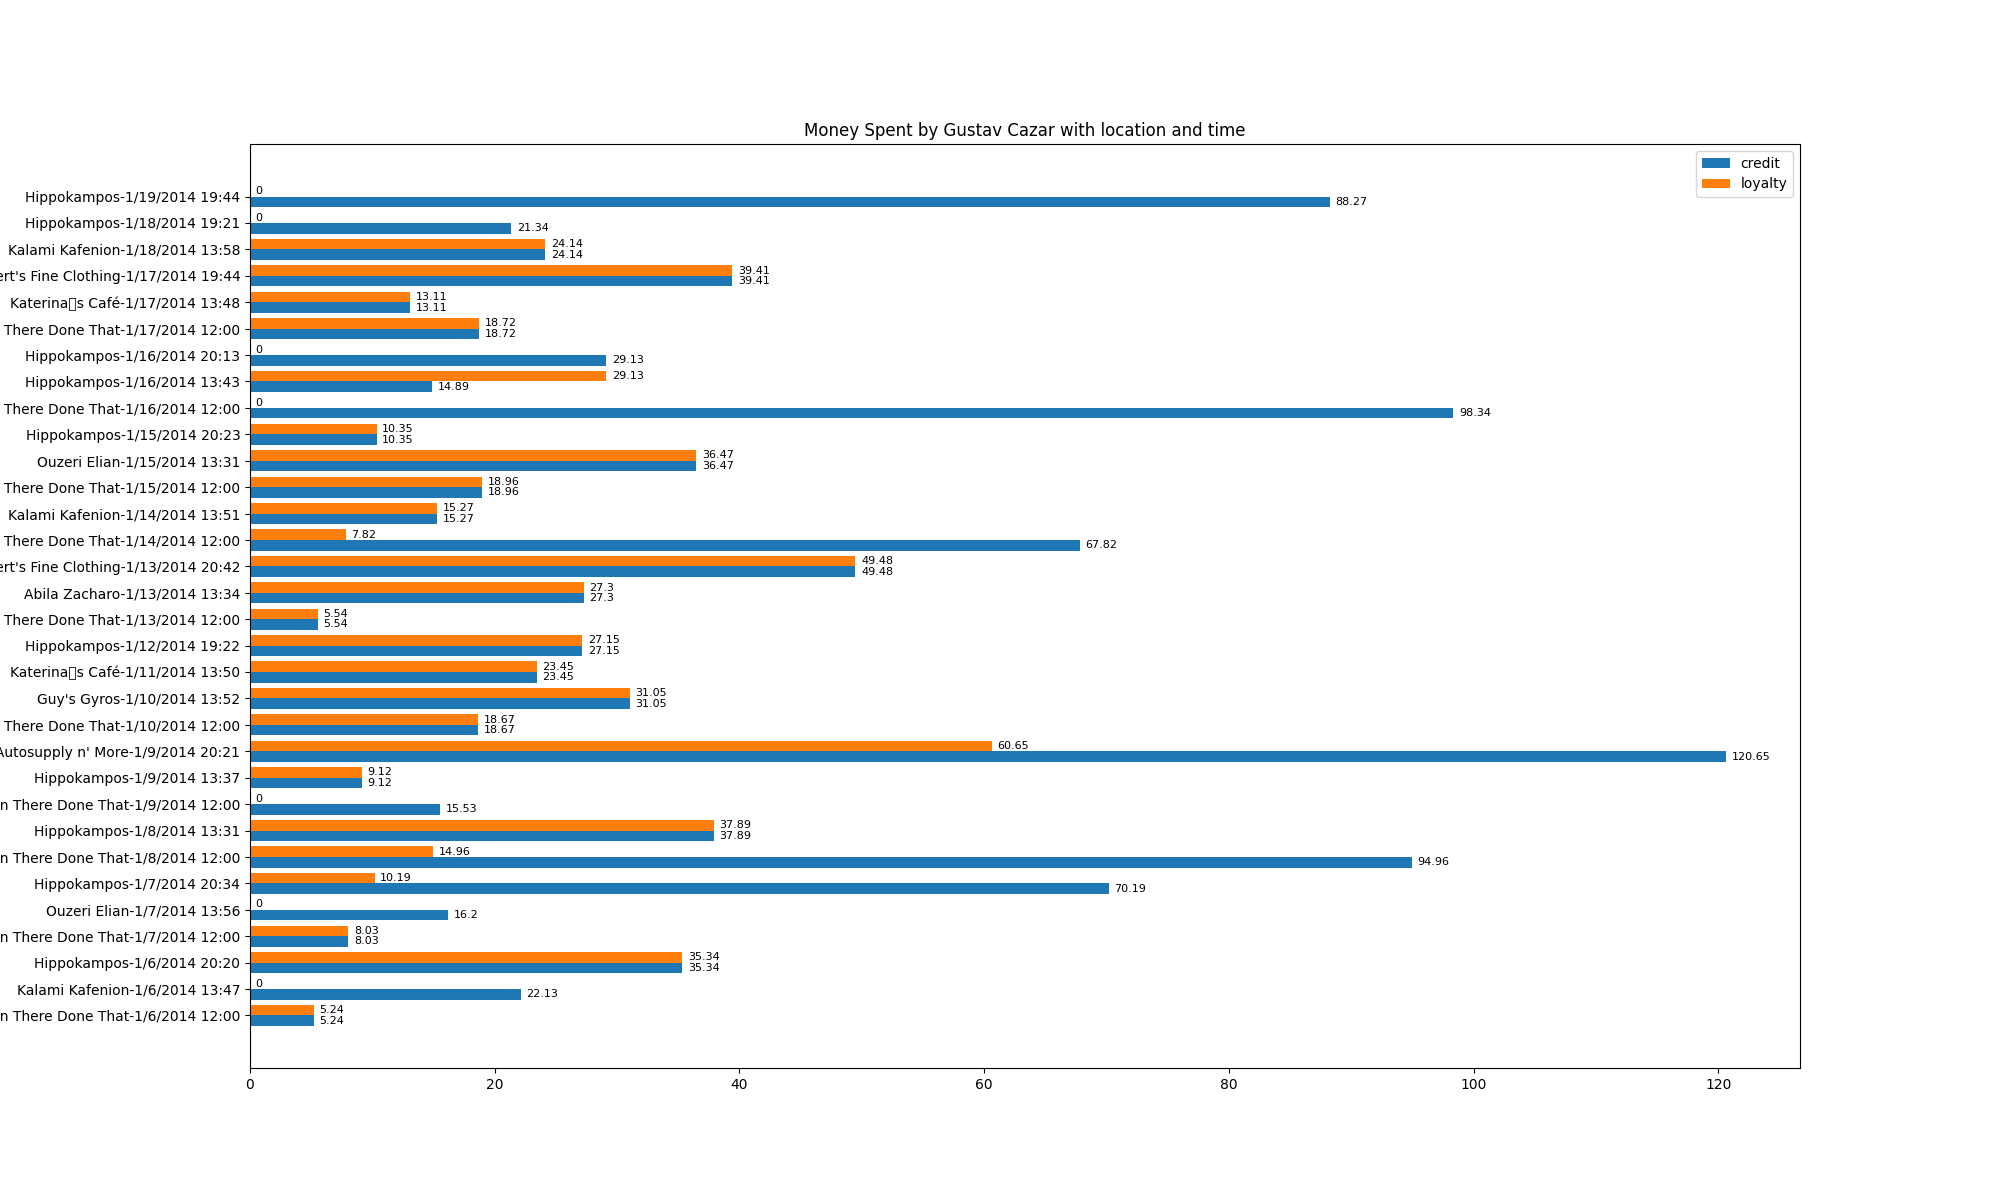 Money Spent by Gustav Cazar with location and time
credit
loyalty
Hippokampos-1/19/2014 19:44 0 88.27
Hippokampos-1/18/2014 19:21 0 21.34
Kalami Kafenion-1/18/2014 13:58 24.14 24.14
ert's Fine Clothing-1/17/2014 19:44 39.41 39.41
Katerina▯s Café-1/17/2014 13:48 13.11 13.11
There Done That-1/17/2014 12:00 18.72 18.72
Hippokampos-1/16/2014 20:13 0 29.13
Hippokampos-1/16/2014 13:43 29.13 14.89
There Done That-1/16/2014 12:00 0 98.34
Hippokampos-1/15/2014 20:23 10.35 10.35
Ouzeri Elian-1/15/2014 13:31 36.47 36.47
There Done That-1/15/2014 12:00 18.96 18.96
Kalami Kafenion-1/14/2014 13:51 15.27 15.27
There Done That-1/14/2014 12:00 7.82 67.82
ert's Fine Clothing-1/13/2014 20:42 49.48 49.48
Abila Zacharo-1/13/2014 13:34 27.3 27.3
There Done That-1/13/2014 12:00 5.54 5.54
Hippokampos-1/12/2014 19:22 27.15 27.15
Katerina▯s Café-1/11/2014 13:50 23.45 23.45
Guy's Gyros-1/10/2014 13:52 31.05 31.05
There Done That-1/10/2014 12:00 18.67 18.67
Autosupply n' More-1/9/2014 20:21 60.65 120.65
Hippokampos-1/9/2014 13:37 9.12 9.12
n There Done That-1/9/2014 12:00 0 15.53
Hippokampos-1/8/2014 13:31 37.89 37.89
n There Done That-1/8/2014 12:00 14.96 94.96
Hippokampos-1/7/2014 20:34 10.19 70.19
Ouzeri Elian-1/7/2014 13:56 0 16.2
n There Done That-1/7/2014 12:00 8.03 8.03
Hippokampos-1/6/2014 20:20 35.34 35.34
Kalami Kafenion-1/6/2014 13:47 0 22.13
n There Done That-1/6/2014 12:00 5.24 5.24
0 20 40 60 80 100 120